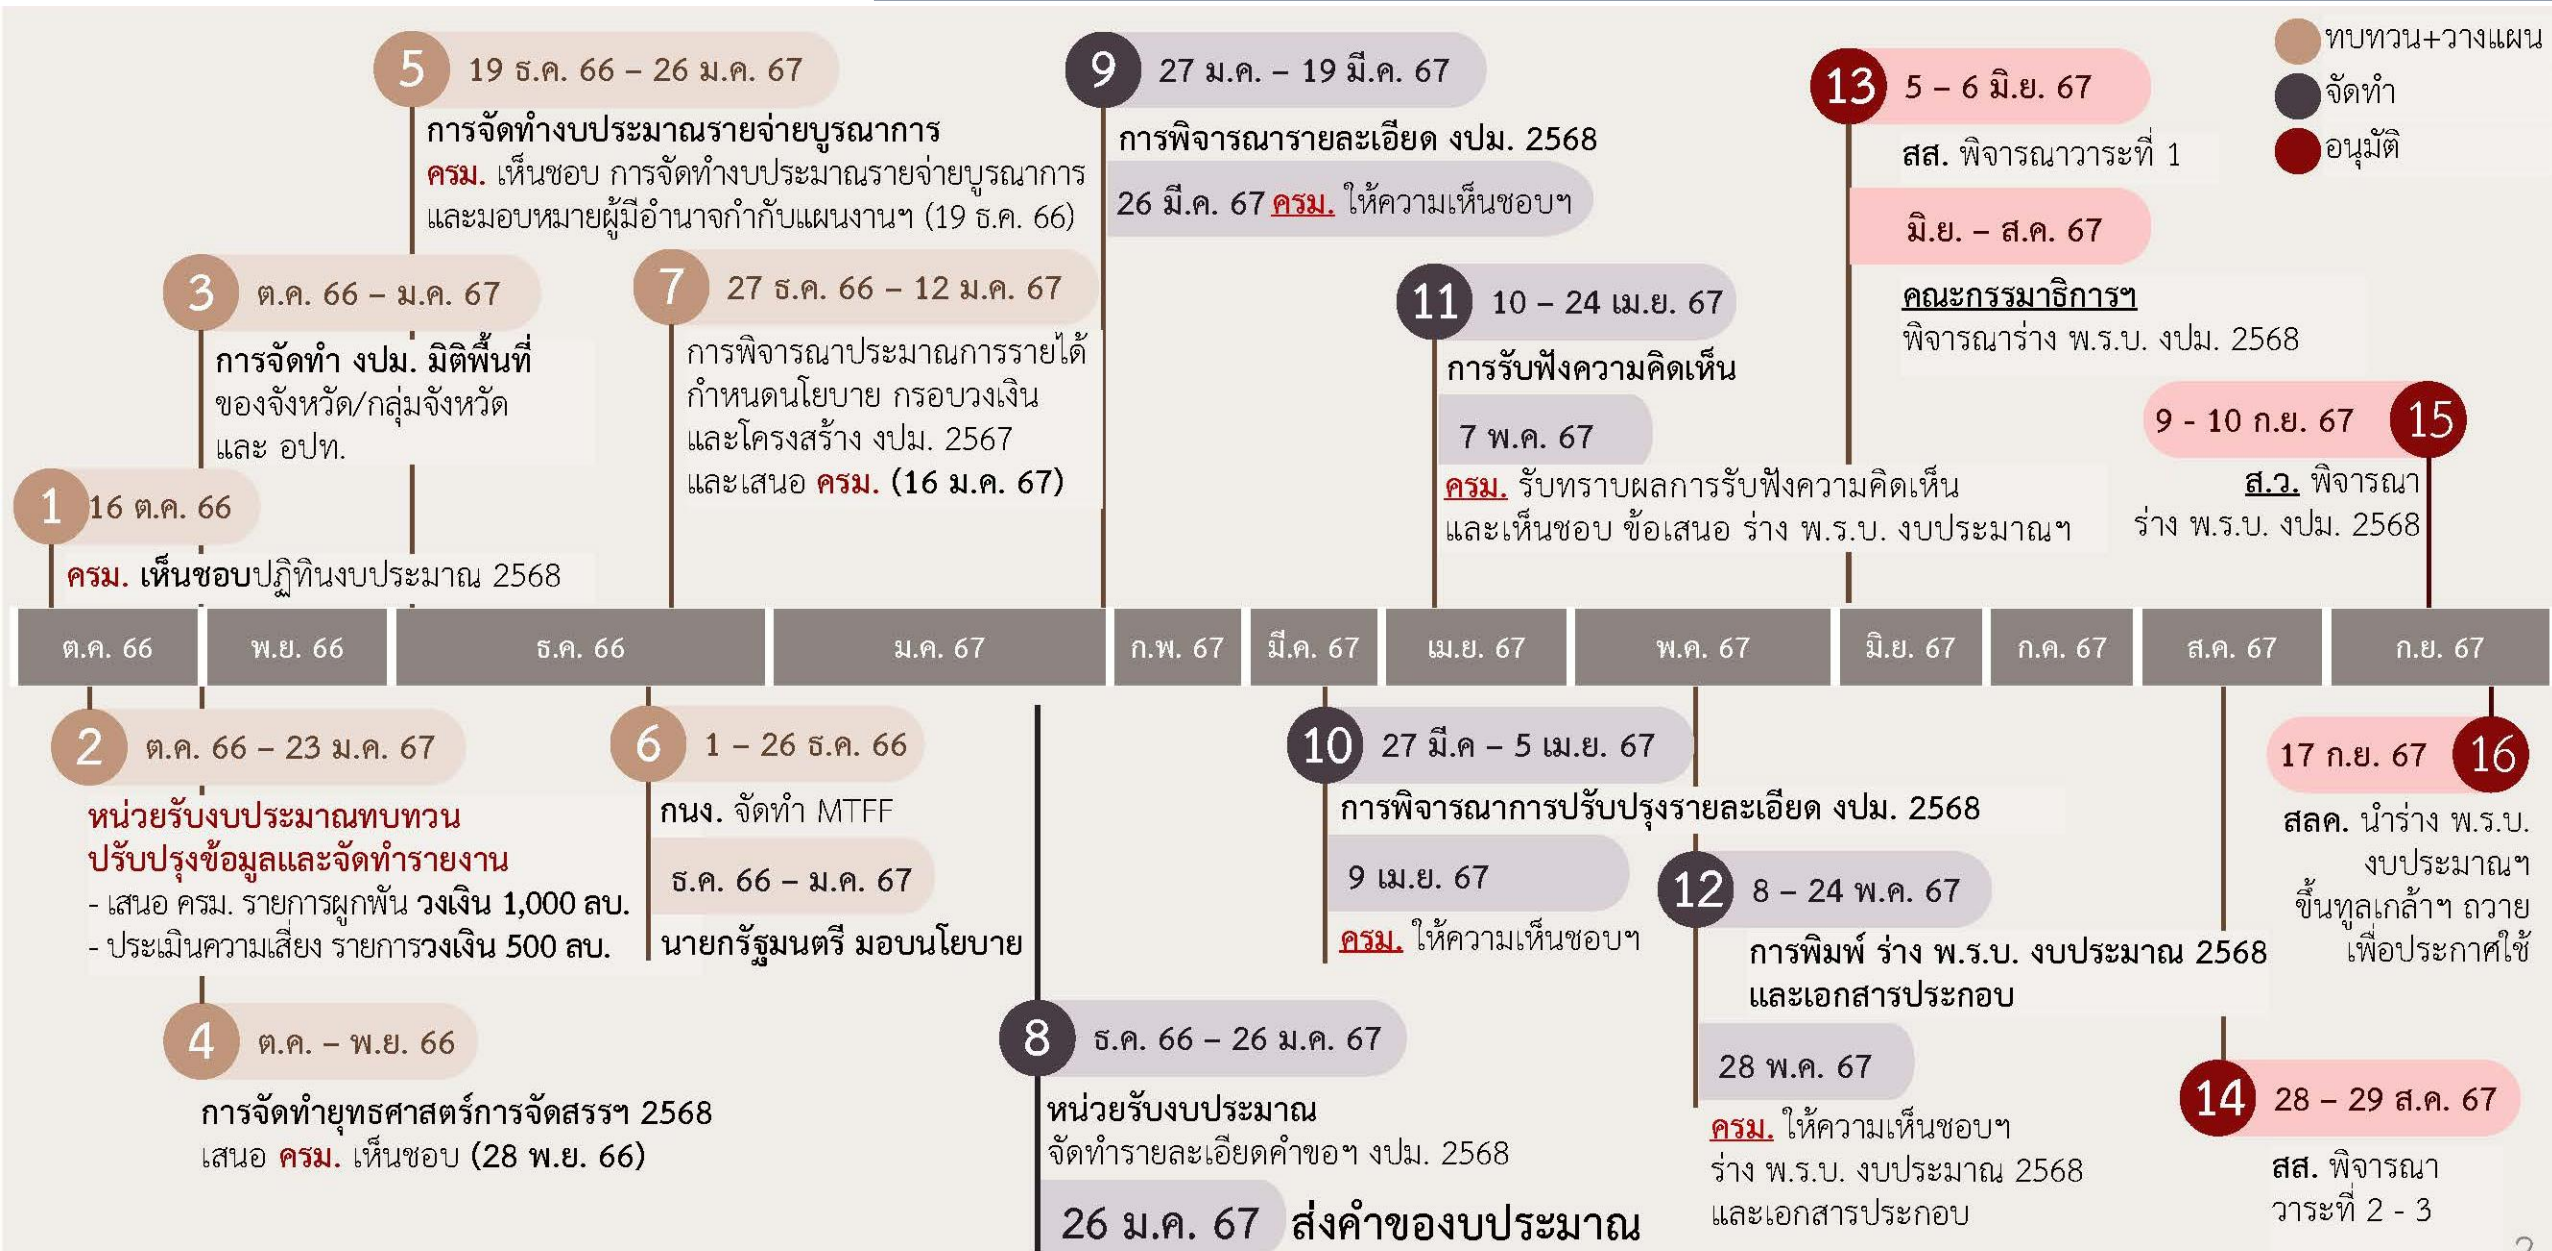 ทบทวน+วางแผน
จัดทำ
อนุมัติ
5 19 ธ.ค. 66 – 26 ม.ค. 67
การจัดทำงบประมาณรายจ่ายบูรณาการ
ครม. เห็นชอบ การจัดทำงบประมาณรายจ่ายบูรณาการ
และมอบหมายผู้มีอำนาจกำกับแผนงานฯ (19 ธ.ค. 66)
9 27 ม.ค. – 19 มี.ค. 67
การพิจารณารายละเอียด งปม. 2568
26 มี.ค. 67 ครม. ให้ความเห็นชอบฯ
13 5 – 6 มิ.ย. 67
สส. พิจารณาวาระที่ 1
มิ.ย. – ส.ค. 67
คณะกรรมาธิการฯ
พิจารณาร่าง พ.ร.บ. งปม. 2568
3 ต.ค. 66 – ม.ค. 67
การจัดทำ งปม. มิติพื้นที่
ของจังหวัด/กลุ่มจังหวัด
และ อปท.
7 27 ธ.ค. 66 – 12 ม.ค. 67
การพิจารณาประมาณการรายได้
กำหนดนโยบาย กรอบวงเงิน
และโครงสร้าง งปม. 2567
และเสนอ ครม. (16 ม.ค. 67)
11 10 – 24 เม.ย. 67
การรับฟังความคิดเห็น
7 พ.ค. 67
ครม. รับทราบผลการรับฟังความคิดเห็น
และเห็นชอบ ข้อเสนอ ร่าง พ.ร.บ. งบประมาณฯ
9 - 10 ก.ย. 67 15
ส.ว. พิจารณา
ร่าง พ.ร.บ. งปม. 2568
1 16 ต.ค. 66
ครม. เห็นชอบปฏิทินงบประมาณ 2568
ต.ค. 66 พ.ย. 66 ธ.ค. 66 ม.ค. 67 ก.พ. 67 มี.ค. 67 เม.ย. 67 พ.ค. 67 มิ.ย. 67 ก.ค. 67 ส.ค. 67 ก.ย. 67
2 ต.ค. 66 – 23 ม.ค. 67
หน่วยรับงบประมาณทบทวน
ปรับปรุงข้อมูลและจัดทำรายงาน
- เสนอ ครม. รายการผูกพัน วงเงิน 1,000 ลบ.
- ประเมินความเสี่ยง รายการวงเงิน 500 ลบ.
4 ต.ค. – พ.ย. 66
การจัดทำยุทธศาสตร์การจัดสรรฯ 2568
เสนอ ครม. เห็นชอบ (28 พ.ย. 66)
6 1 – 26 ธ.ค. 66
กนง. จัดทำ MTFF
ธ.ค. 66 – ม.ค. 67
นายกรัฐมนตรี มอบนโยบาย
8 ธ.ค. 66 – 26 ม.ค. 67
หน่วยรับงบประมาณ
จัดทำรายละเอียดคำขอฯ งปม. 2568
26 ม.ค. 67 ส่งคำของบประมาณ
10 27 มี.ค – 5 เม.ย. 67
การพิจารณาการปรับปรุงรายละเอียด งปม. 2568
9 เม.ย. 67
ครม. ให้ความเห็นชอบฯ
12 8 – 24 พ.ค. 67
การพิมพ์ ร่าง พ.ร.บ. งบประมาณ 2568
และเอกสารประกอบ
28 พ.ค. 67
ครม. ให้ความเห็นชอบฯ
ร่าง พ.ร.บ. งบประมาณ 2568
และเอกสารประกอบ
17 ก.ย. 67 16
สลค. นำร่าง พ.ร.บ.
งบประมาณฯ
ขึ้นทูลเกล้าฯ ถวาย
เพื่อประกาศใช้
14 28 – 29 ส.ค. 67
สส. พิจารณา
วาระที่ 2 - 3